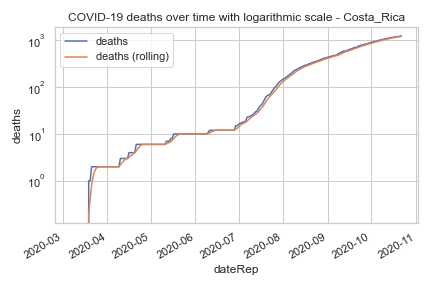 COVID-19 deaths over time with logarithmic scale - Costa_Rica
deaths
deaths (rolling)
10³
10²
10¹
10⁰
deaths
2020-03
2020-04
2020-05
2020-06
2020-07
2020-08
2020-09
2020-10
2020-11
dateRep